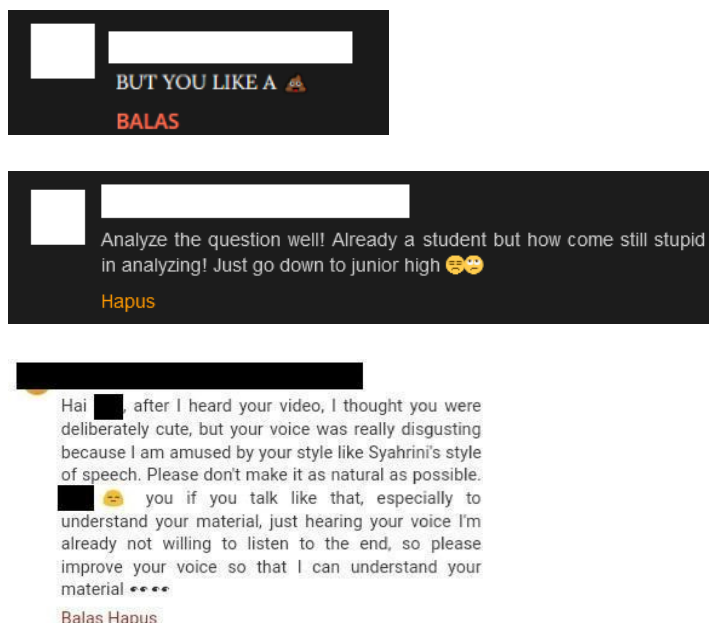 BUT YOU LIKE A 💩
BALAS
Analyze the question well! Already a student but how come still stupid
in analyzing! Just go down to junior high 😒🙄
Hapus
Hai , after I heard your video, I thought you were
deliberately cute, but your voice was really disgusting
because I am amused by your style like Syahrini's style
of speech. Please don't make it as natural as possible.
😑 you if you talk like that, especially to
understand your material, just hearing your voice I'm
already not willing to listen to the end, so please
improve your voice so that I can understand your
material 👀👀
Balas Hapus